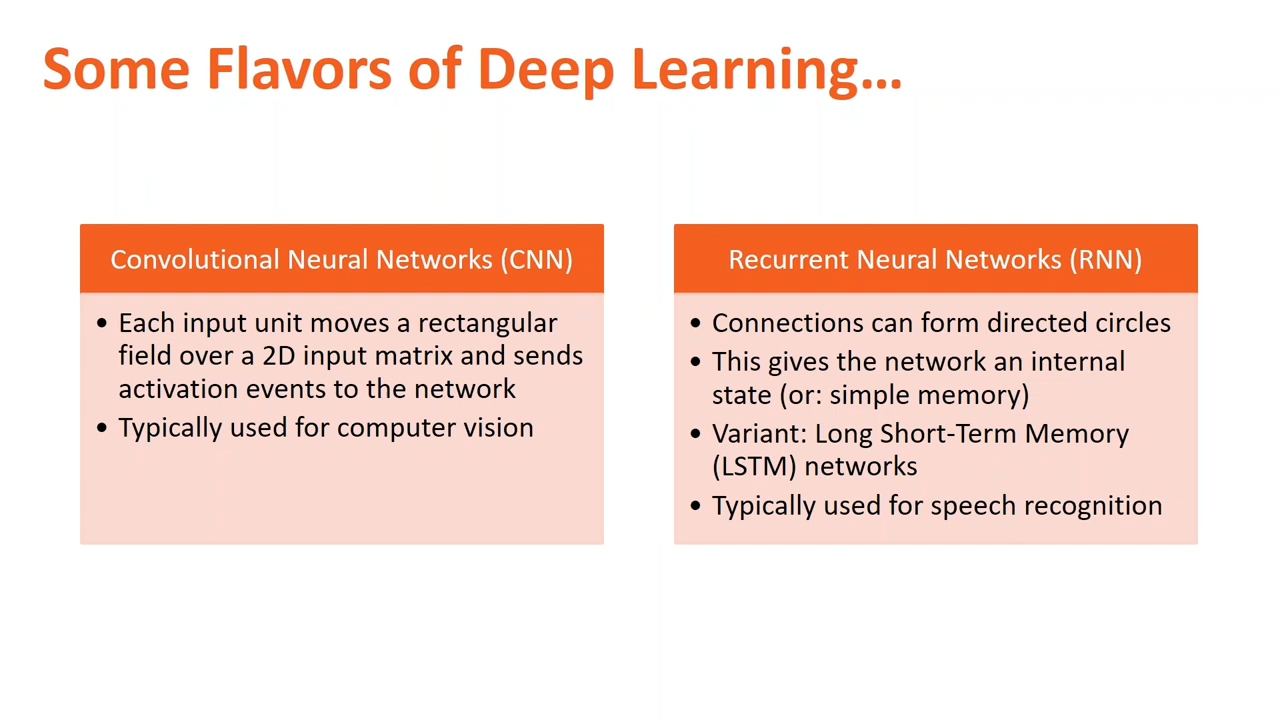 Some Flavors of Deep Learning...
Convolutional Neural Networks (CNN)
• Each input unit moves a rectangular
field over a 2D input matrix and sends
activation events to the network
• Typically used for computer vision
Recurrent Neural Networks (RNN)
• Connections can form directed circles
• This gives the network an internal
state (or: simple memory)
• Variant: Long Short-Term Memory
(LSTM) networks
• Typically used for speech recognition